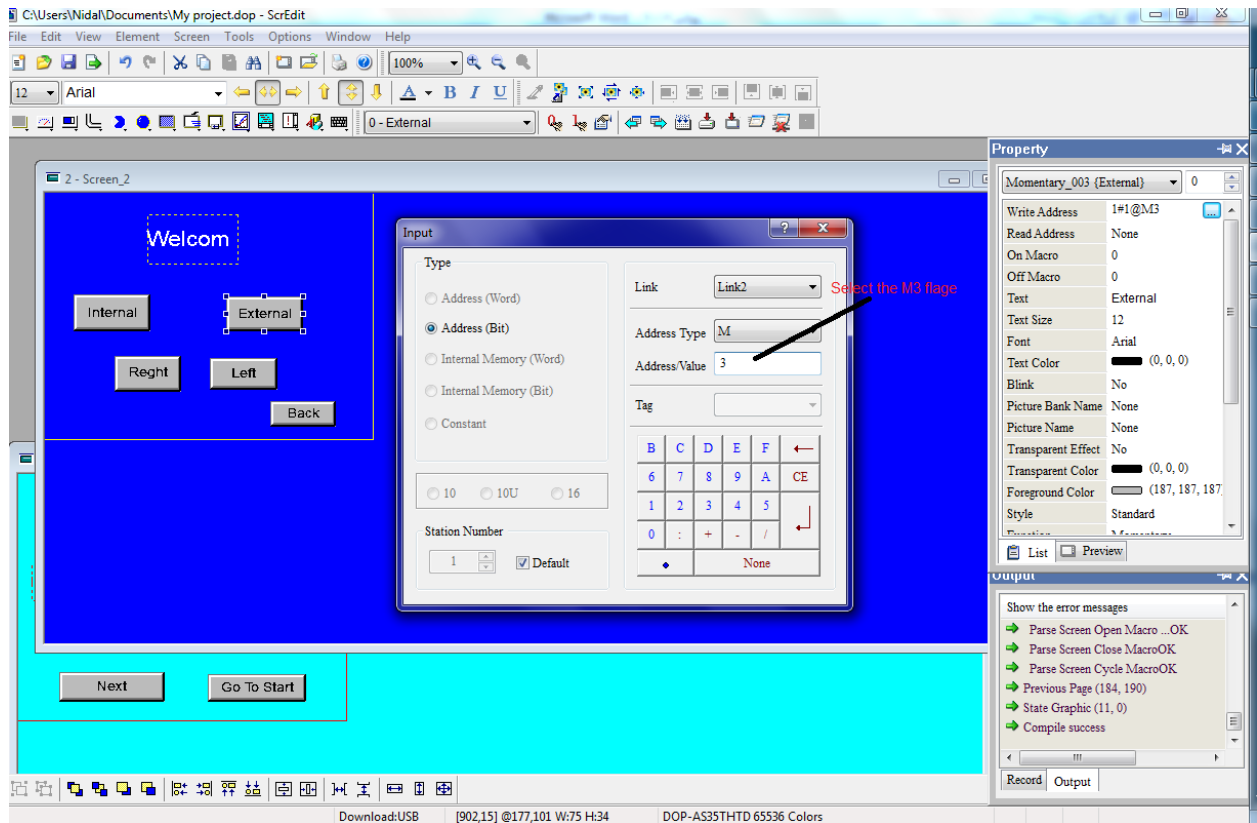 C:\Users\Nidal\Documents\My project.dop - ScrEdit
File Edit View Element Screen Tools Options Window Help
100%
12 Arial
A B I U
0 - External
2 - Screen_2
Welcom
Internal
External
Reght
Left
Back
Next
Go To Start
Input
Type
Address (Word)
Address (Bit)
Internal Memory (Word)
Internal Memory (Bit)
Constant
10 10U 16
Station Number
1 Default
Link Link2
Select the M3 flage
Address Type M
Address/Value 3
Tag
B C D E F
6 7 8 9 A CE
1 2 3 4 5
0 : + - /
None
Property
Momentary_003 {External} 0
Write Address 1#1@M3 ...
Read Address None
On Macro 0
Off Macro 0
Text External
Text Size 12
Font Arial
Text Color (0, 0, 0)
Blink No
Picture Bank Name None
Picture Name None
Transparent Effect No
Transparent Color (0, 0, 0)
Foreground Color (187, 187, 187
Style Standard
List Preview
Output
Show the error messages
Parse Screen Open Macro ...OK
Parse Screen Close MacroOK
Parse Screen Cycle MacroOK
Previous Page (184, 190)
State Graphic (11, 0)
Compile success
Record Output
Download:USB [902,15] @177,101 W:75 H:34 DOP-AS35THTD 65536 Colors